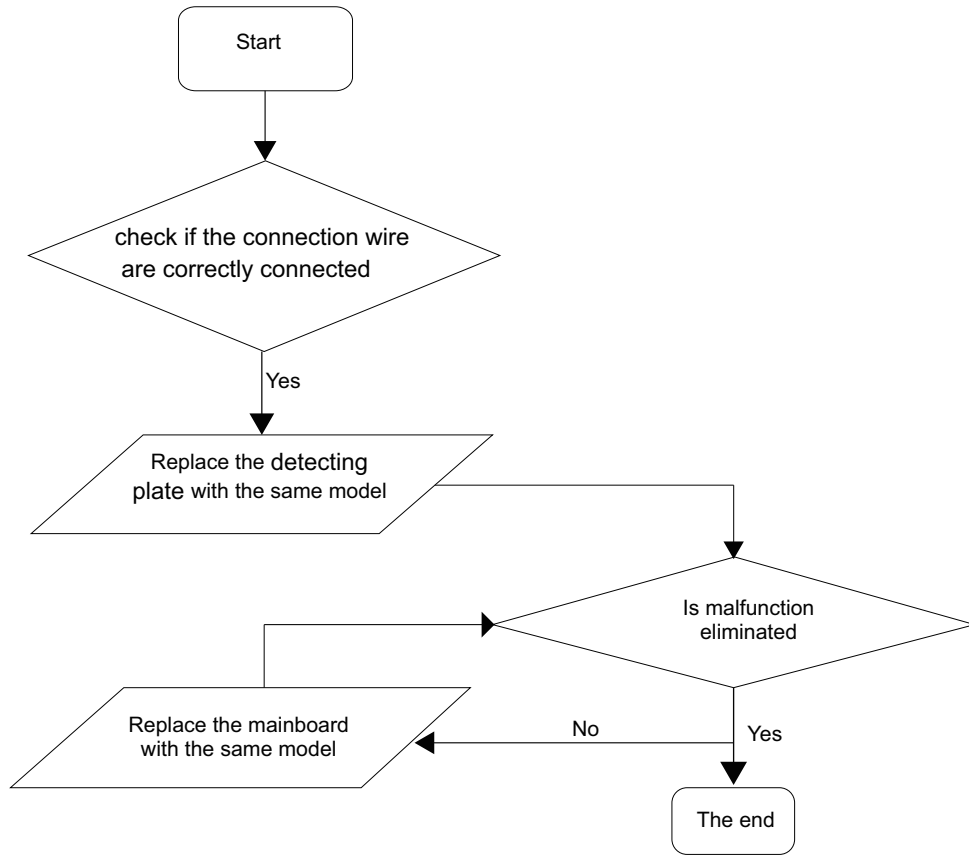 Start
check if the connection wire
are correctly connected
Yes
Replace the detecting
plate with the same model
Is malfunction
eliminated
Replace the mainboard
with the same model
No
Yes
The end